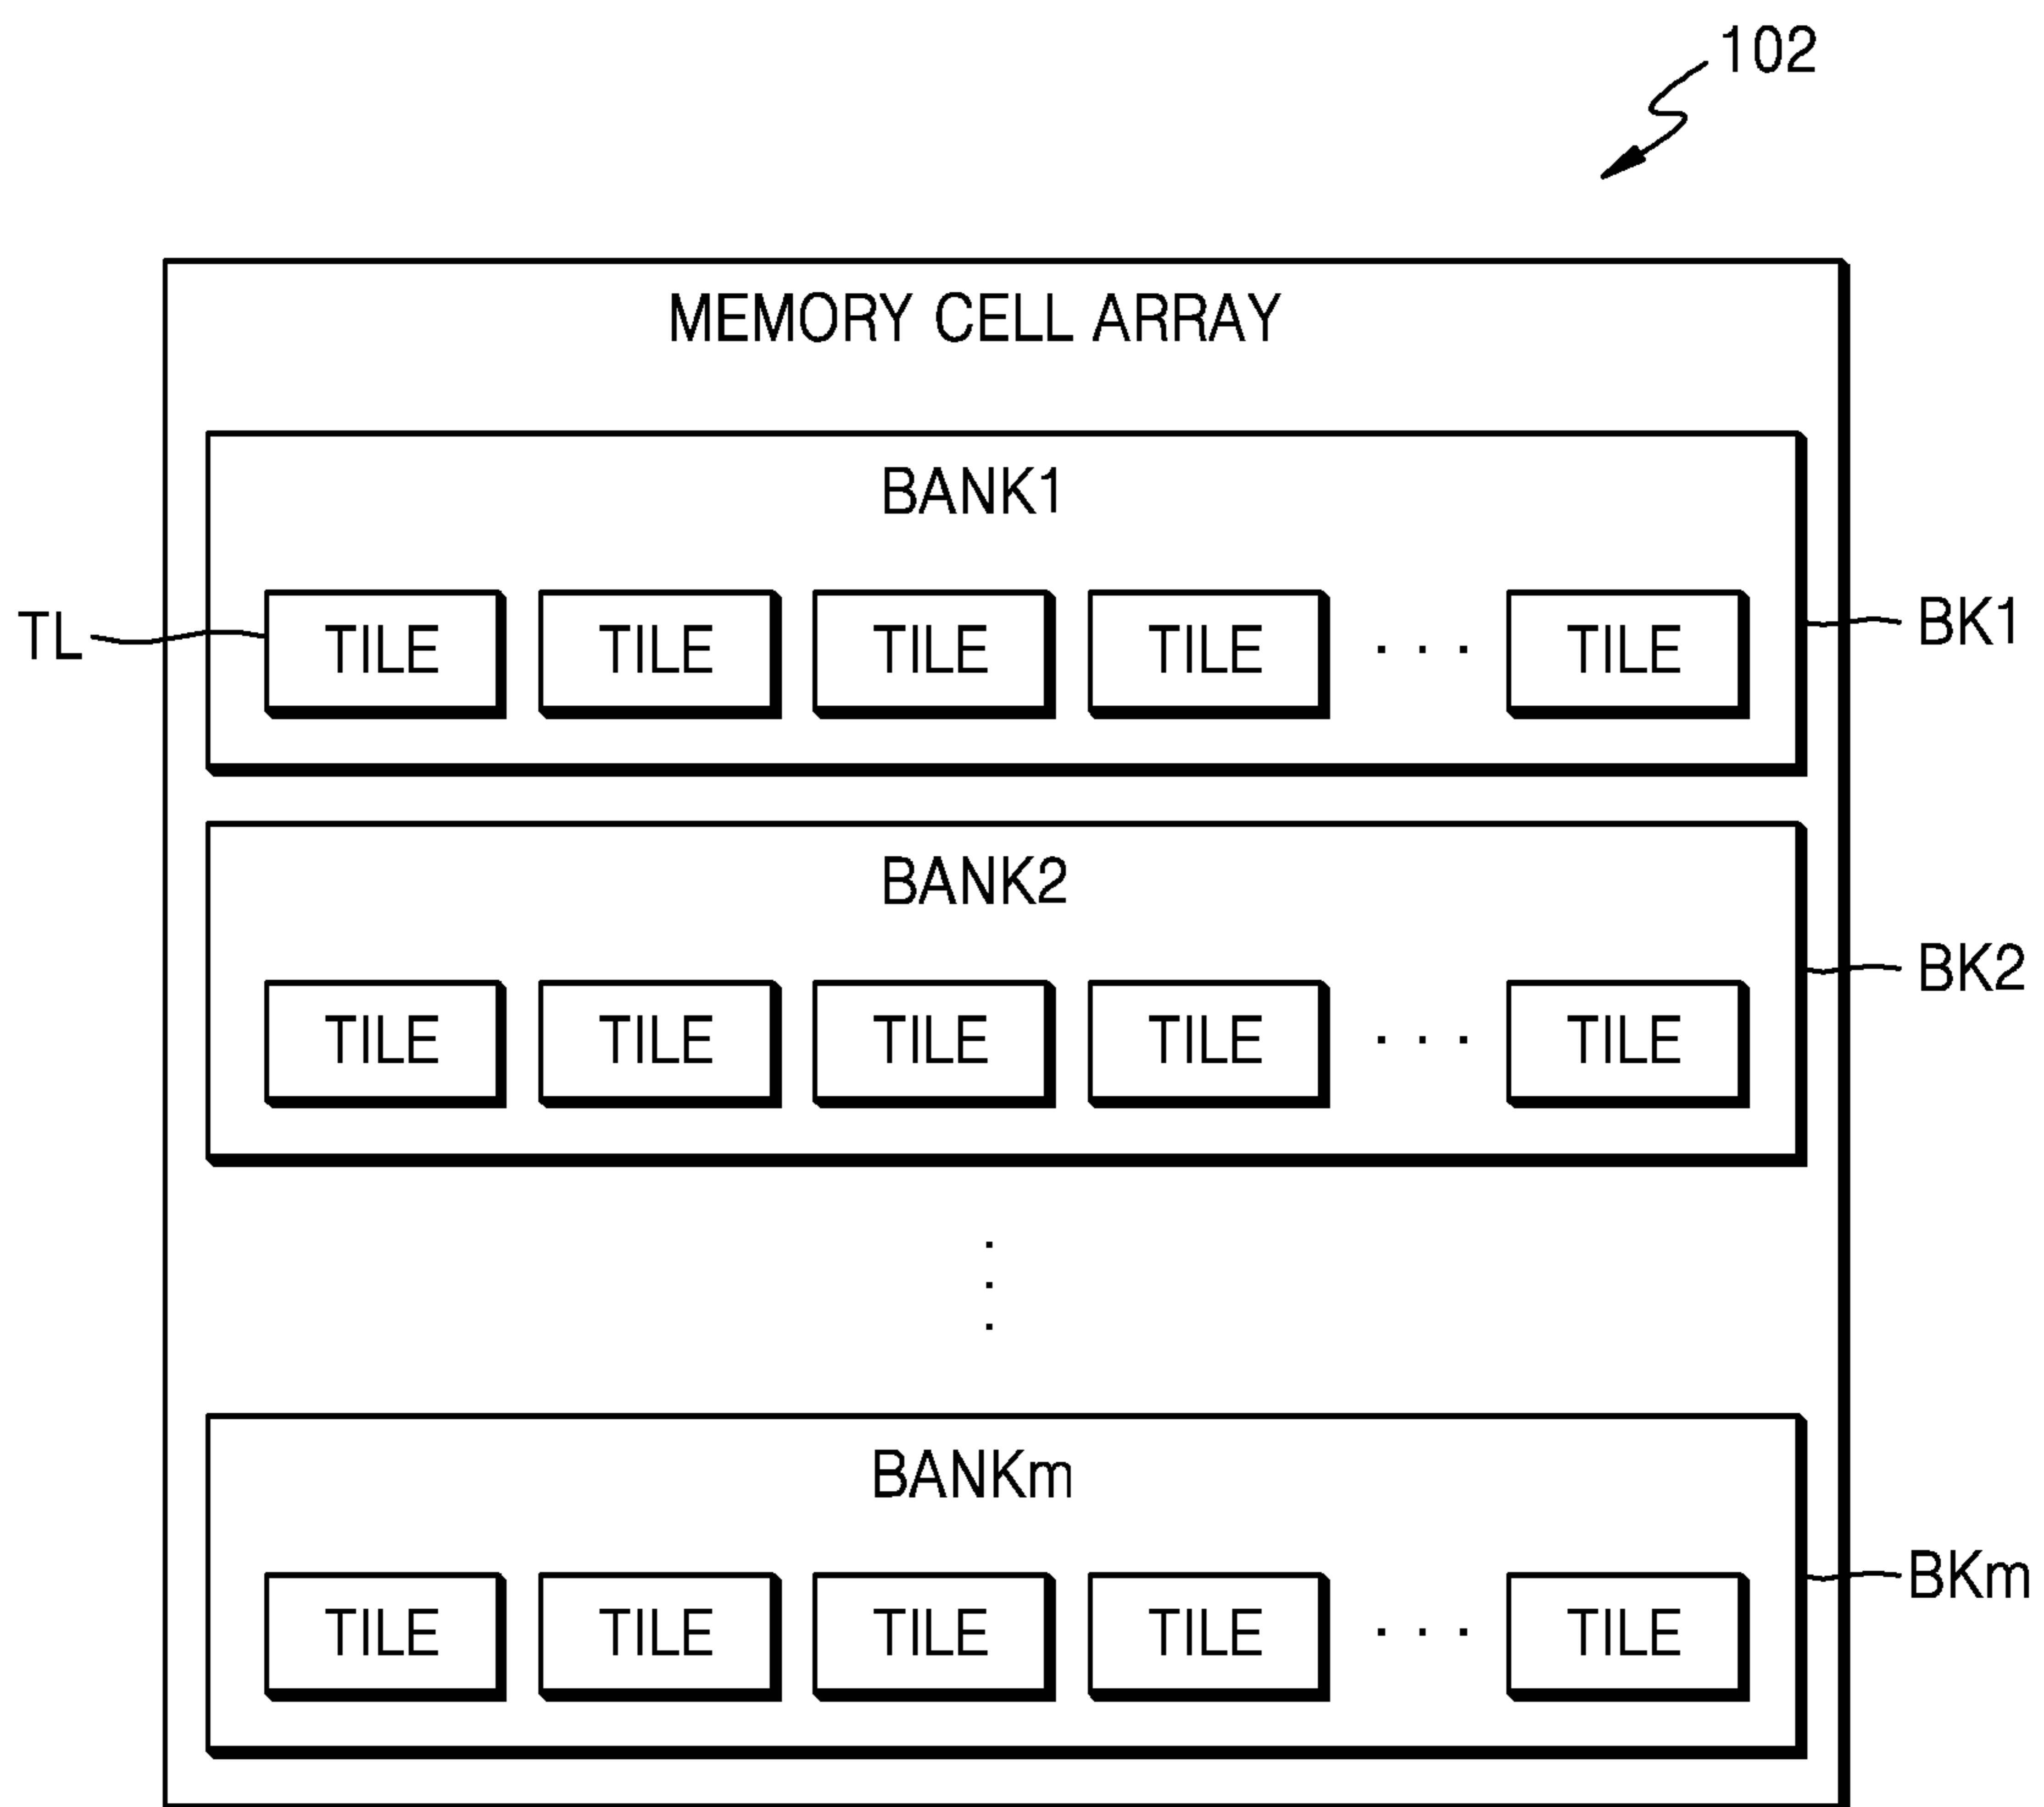 102
MEMORY CELL ARRAY
BANK1
TL TILE TILE TILE TILE . . . TILE BK1
BANK2
TILE TILE TILE TILE . . . TILE BK2
.
.
.
BANKm
TILE TILE TILE TILE . . . TILE BKm